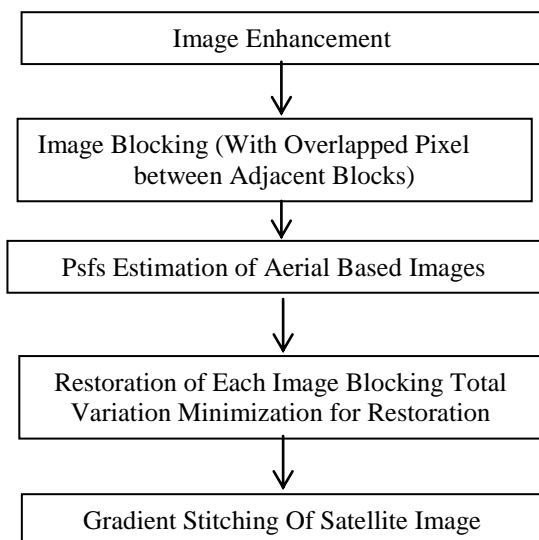 Image Enhancement
Image Blocking (With Overlapped Pixel
between Adjacent Blocks)
Psfs Estimation of Aerial Based Images
Restoration of Each Image Blocking Total
Variation Minimization for Restoration
Gradient Stitching Of Satellite Image